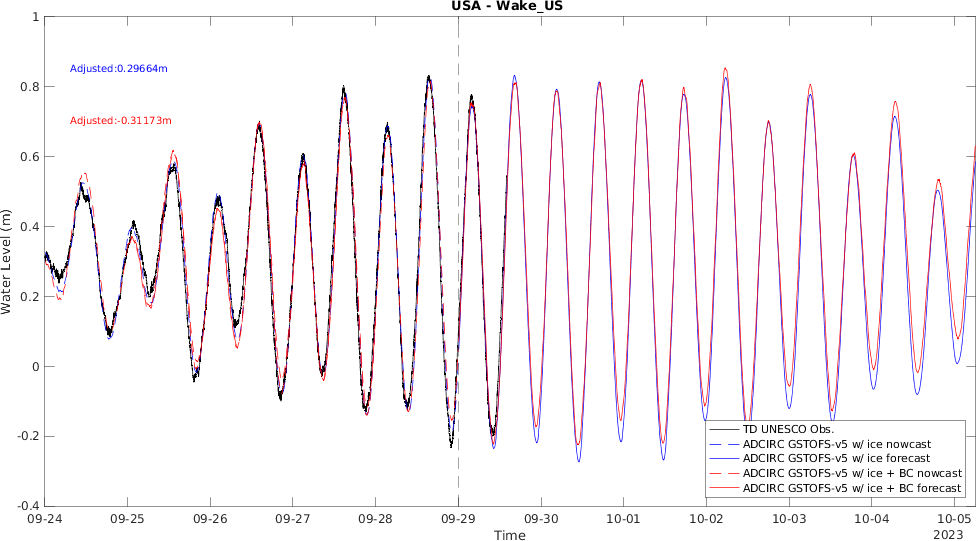 USA - Wake_US
Adjusted:0.29664m
Adjusted:-0.31173m
Water Level (m)
1
0.8
0.6
0.4
0.2
0
-0.2
-0.4
TD UNESCO Obs.
ADCIRC GSTOFS-v5 w/ ice nowcast
ADCIRC GSTOFS-v5 w/ ice forecast
ADCIRC GSTOFS-v5 w/ ice + BC nowcast
ADCIRC GSTOFS-v5 w/ ice + BC forecast
09-24 09-25 09-26 09-27 09-28 09-29 09-30 10-01 10-02 10-03 10-04 10-05
Time
2023